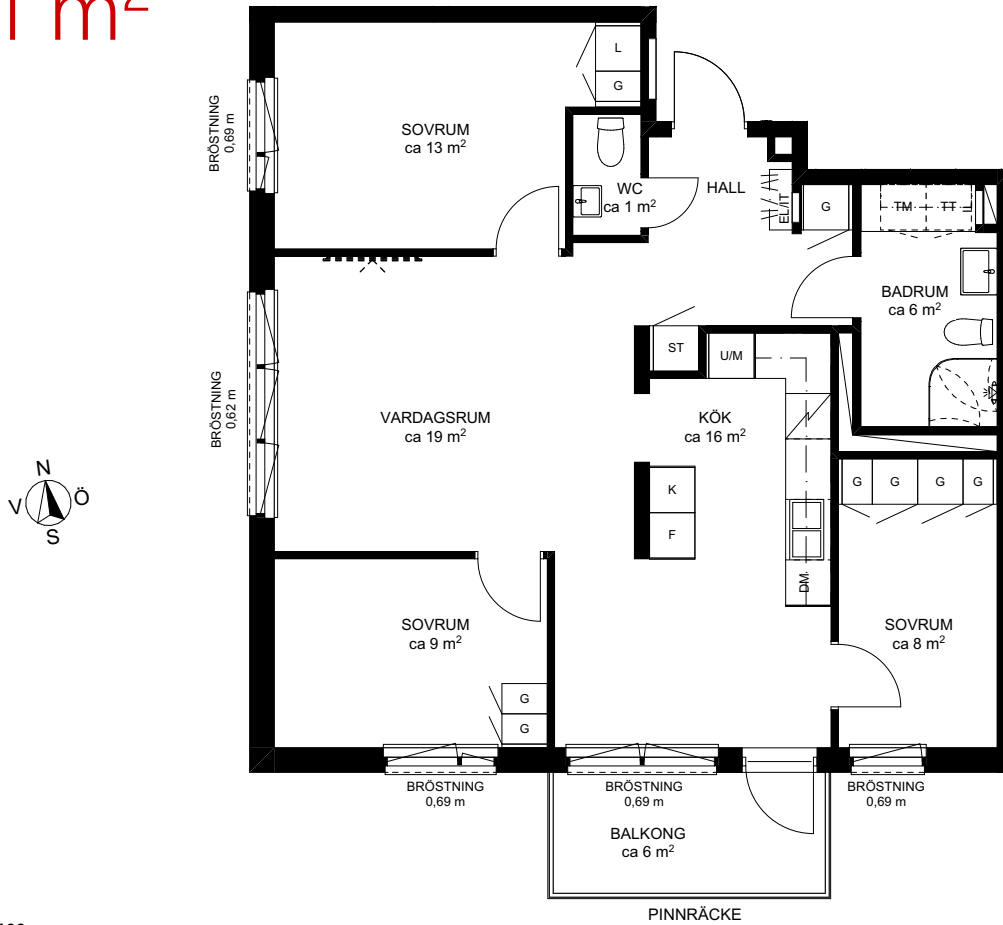 m²
L
G
BRÖSTNING
0,69 m
SOVRUM
ca 13 m²
WC
ca 1 m²
HALL
EL/IT
G
TM
TT
BADRUM
ca 6 m²
ST
U/M
BRÖSTNING
0,62 m
VARDAGSRUM
ca 19 m²
KÖK
ca 16 m²
N
V
Ö
S
K
F
G
G
G
G
DM
SOVRUM
ca 9 m²
SOVRUM
ca 8 m²
G
G
BRÖSTNING
0,69 m
BRÖSTNING
0,69 m
BRÖSTNING
0,69 m
BALKONG
ca 6 m²
PINNRÄCKE